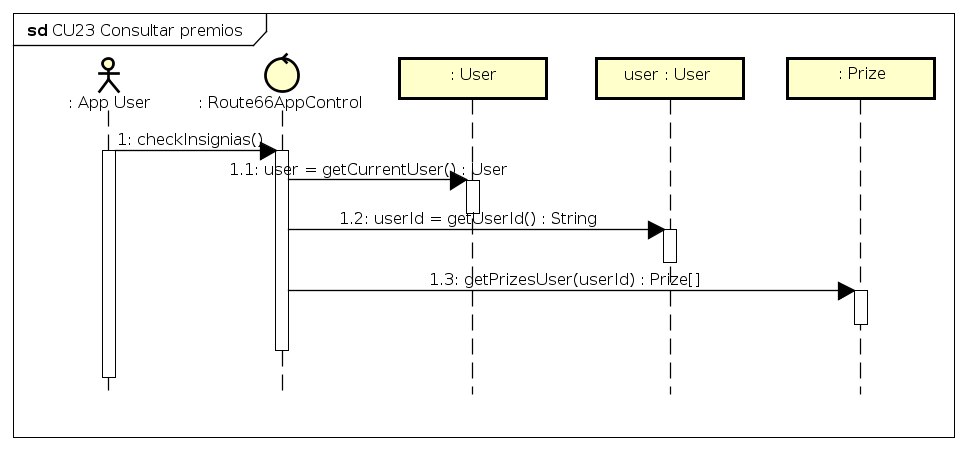 sd CU23 Consultar premios
: App User
: Route66AppControl
: User
user : User
: Prize
1: checkInsignias()
1.1: user = getCurrentUser() : User
1.2: userId = getUserId() : String
1.3: getPrizesUser(userId) : Prize[]